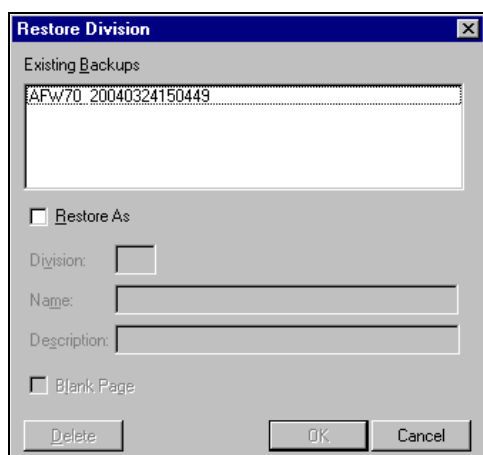 Restore Division
Existing Backups
AFW70_20040324150449
Restore As
Division:
Name:
Description:
Blank Page
Delete OK Cancel